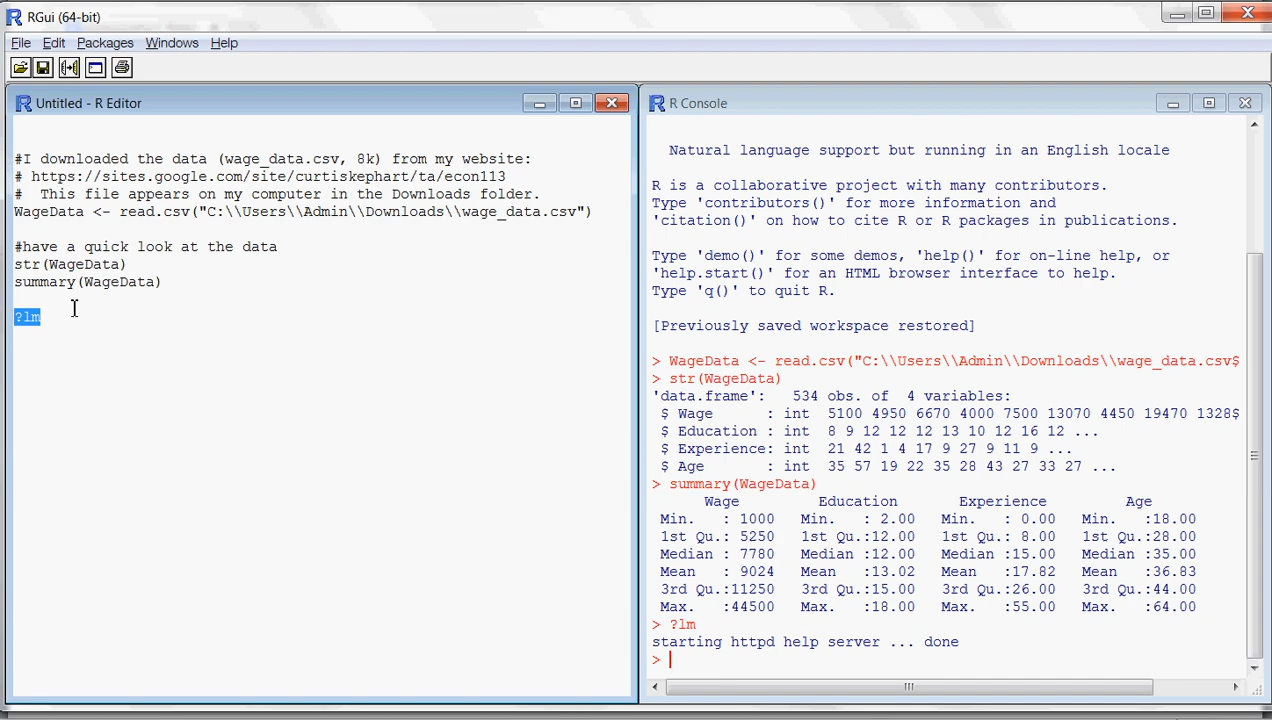 RGui (64-bit)
File Edit Packages Windows Help
Untitled - R Editor
#I downloaded the data (wage_data.csv, 8k) from my website:
# https://sites.google.com/site/curtiskephart/ta/econ113
#  This file appears on my computer in the Downloads folder.
WageData <- read.csv("C:\\Users\\Admin\\Downloads\\wage_data.csv")
#have a quick look at the data
str(WageData)
summary(WageData)
?lm
R Console
Natural language support but running in an English locale
R is a collaborative project with many contributors.
Type 'contributors()' for more information and
'citation()' on how to cite R or R packages in publications.
Type 'demo()' for some demos, 'help()' for on-line help, or
'help.start()' for an HTML browser interface to help.
Type 'q()' to quit R.
[Previously saved workspace restored]
> WageData <- read.csv("C:\\Users\\Admin\\Downloads\\wage_data.csv$
> str(WageData)
'data.frame':   534 obs. of  4 variables:
 $ Wage      : int  5100 4950 6670 4000 7500 13070 4450 19470 1328$
 $ Education : int  8 9 12 12 12 13 10 12 16 12 ...
 $ Experience: int  21 42 1 4 17 9 27 9 11 9 ...
 $ Age       : int  35 57 19 22 35 28 43 27 33 27 ...
> summary(WageData)
      Wage         Education       Experience         Age
 Min.   : 1000   Min.   : 2.00   Min.   : 0.00   Min.   :18.00
 1st Qu.: 5250   1st Qu.:12.00   1st Qu.: 8.00   1st Qu.:28.00
 Median : 7780   Median :12.00   Median :15.00   Median :35.00
 Mean   : 9024   Mean   :13.02   Mean   :17.82   Mean   :36.83
 3rd Qu.:11250   3rd Qu.:15.00   3rd Qu.:26.00   3rd Qu.:44.00
 Max.   :44500   Max.   :18.00   Max.   :55.00   Max.   :64.00
> ?lm
starting httpd help server ... done
>